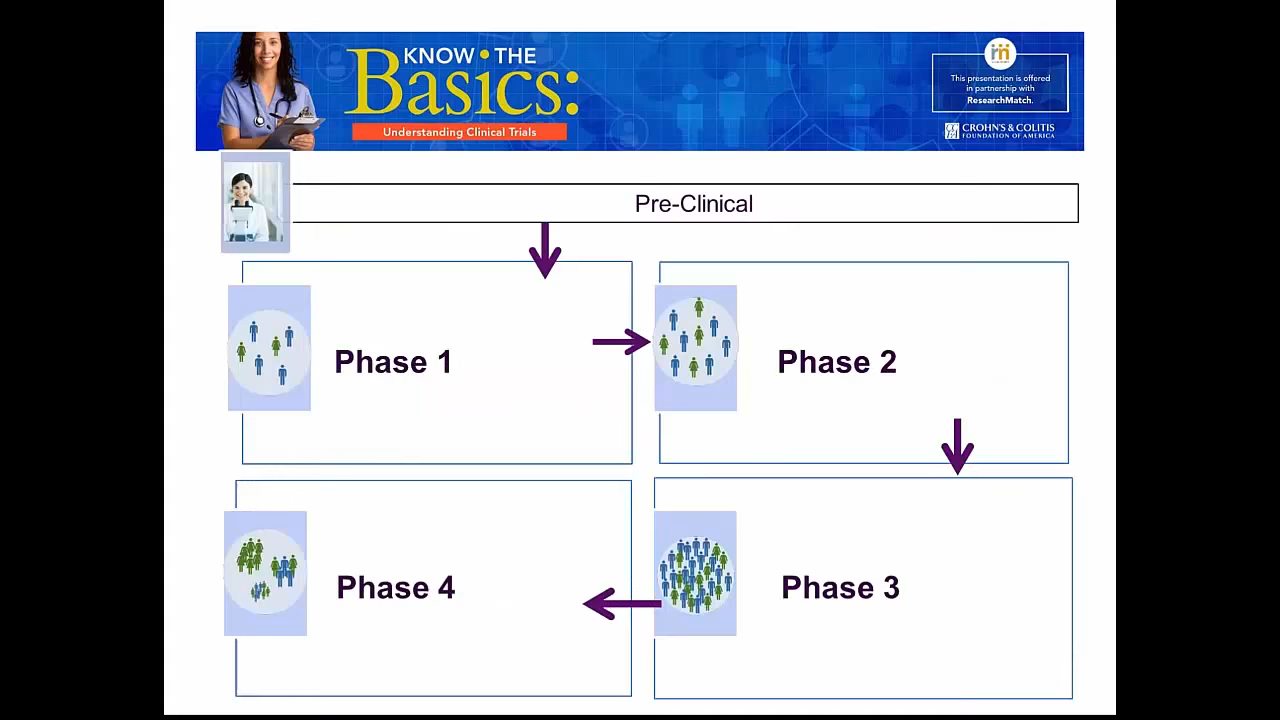 KNOW•THE
Basics:
Understanding Clinical Trials
This presentation is offered
in partnership with
ResearchMatch.
CROHN'S & COLITIS
FOUNDATION OF AMERICA
Pre-Clinical
Phase 1
Phase 2
Phase 4
Phase 3